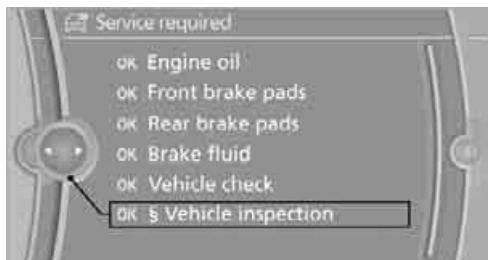 Service required
OK Engine oil
OK Front brake pads
OK Rear brake pads
OK Brake fluid
OK Vehicle check
OK § Vehicle inspection